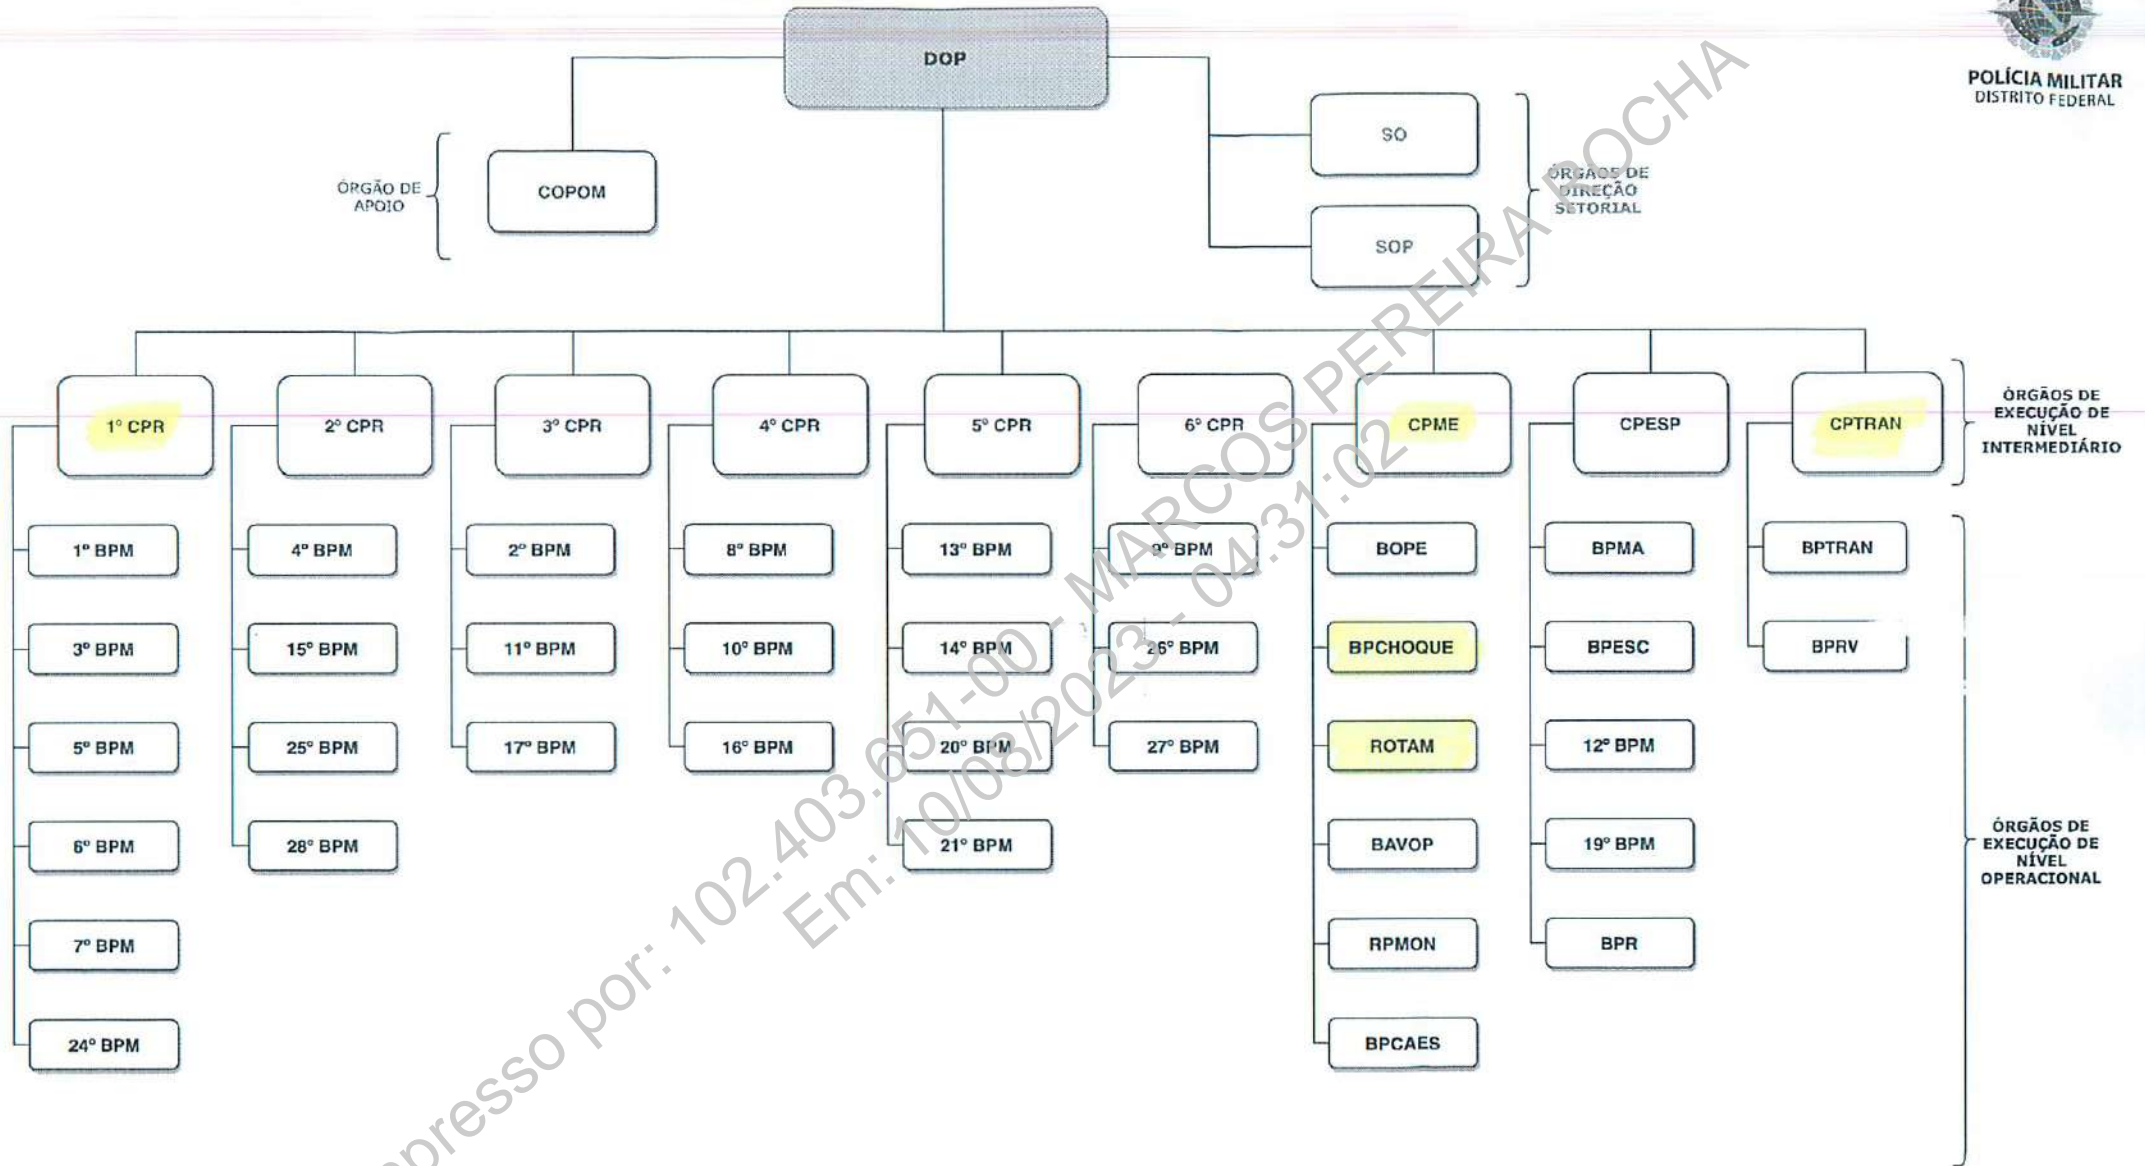 DOP
POLÍCIA MILITAR
DISTRITO FEDERAL
ÓRGÃO DE
APOIO
COPOM
SO
SOP
ÓRGÃOS DE
DIREÇÃO
SETORIAL
1º CPR
2º CPR
3º CPR
4º CPR
5º CPR
6º CPR
CPME
CPESP
CPTRAN
ÓRGÃOS DE
EXECUÇÃO DE
NÍVEL
INTERMEDIÁRIO
1º BPM
4º BPM
2º BPM
8º BPM
13º BPM
9º BPM
BOPE
BPMA
BPTRAN
3º BPM
15º BPM
11º BPM
10º BPM
14º BPM
26º BPM
BPCHOQUE
BPESC
BPRV
5º BPM
25º BPM
17º BPM
16º BPM
20º BPM
27º BPM
ROTAM
12º BPM
6º BPM
28º BPM
21º BPM
BAVOP
19º BPM
ÓRGÃOS DE
EXECUÇÃO DE
NÍVEL
OPERACIONAL
7º BPM
RPMON
BPR
24º BPM
BPCAES
presso por: 102.403.651-00 - MARCOS PEREIRA ROCHA
Em: 10/08/2023 - 04:31:02